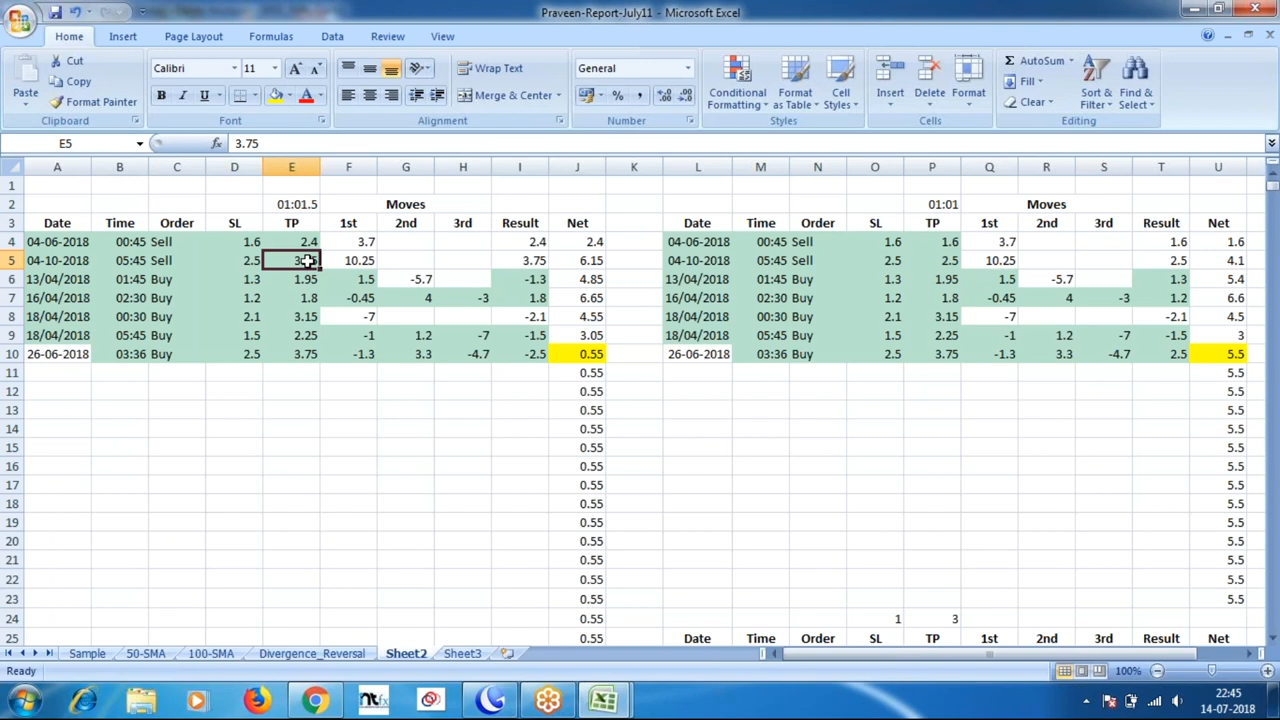 Praveen-Report-July11 - Microsoft Excel
Home Insert Page Layout Formulas Data Review View
Paste Cut Copy Format Painter Clipboard
Calibri 11 A A B I U A Font
Wrap Text Merge & Center Alignment
General % , Number
Conditional Formatting Format as Table Cell Styles Styles
Insert Delete Format Cells
Σ AutoSum Fill Clear Sort & Filter Find & Select Editing
E5 fx 3.75
A B C D E F G H I J K L M N O P Q R S T U
1
2 01:01.5 Moves 01:01 Moves
3 Date Time Order SL TP 1st 2nd 3rd Result Net Date Time Order SL TP 1st 2nd 3rd Result Net
4 04-06-2018 00:45 Sell 1.6 2.4 3.7 2.4 2.4 04-06-2018 00:45 Sell 1.6 1.6 3.7 1.6 1.6
5 04-10-2018 05:45 Sell 2.5 10.25 3.75 6.15 04-10-2018 05:45 Sell 2.5 2.5 10.25 2.5 4.1
6 13/04/2018 01:45 Buy 1.3 1.95 1.5 -5.7 -1.3 4.85 13/04/2018 01:45 Buy 1.3 1.95 1.5 -5.7 1.3 5.4
7 16/04/2018 02:30 Buy 1.2 1.8 -0.45 4 -3 1.8 6.65 16/04/2018 02:30 Buy 1.2 1.8 -0.45 4 -3 1.2 6.6
8 18/04/2018 00:30 Buy 2.1 3.15 -7 -2.1 4.55 18/04/2018 00:30 Buy 2.1 3.15 -7 -2.1 4.5
9 18/04/2018 05:45 Buy 1.5 2.25 -1 1.2 -7 -1.5 3.05 18/04/2018 05:45 Buy 1.5 2.25 -1 1.2 -7 -1.5 3
10 26-06-2018 03:36 Buy 2.5 3.75 -1.3 3.3 -4.7 -2.5 0.55 26-06-2018 03:36 Buy 2.5 3.75 -1.3 3.3 -4.7 2.5 5.5
11 0.55 5.5
12 0.55 5.5
13 0.55 5.5
14 0.55 5.5
15 0.55 5.5
16 0.55 5.5
17 0.55 5.5
18 0.55 5.5
19 0.55 5.5
20 0.55 5.5
21 0.55 5.5
22 0.55 5.5
23 0.55 5.5
24 0.55 1 3
25 0.55 Date Time Order SL TP 1st 2nd 3rd Result Net
Sample 50-SMA 100-SMA Divergence_Reversal Sheet2 Sheet3
Ready 100%
ntfx 22:45
14-07-2018